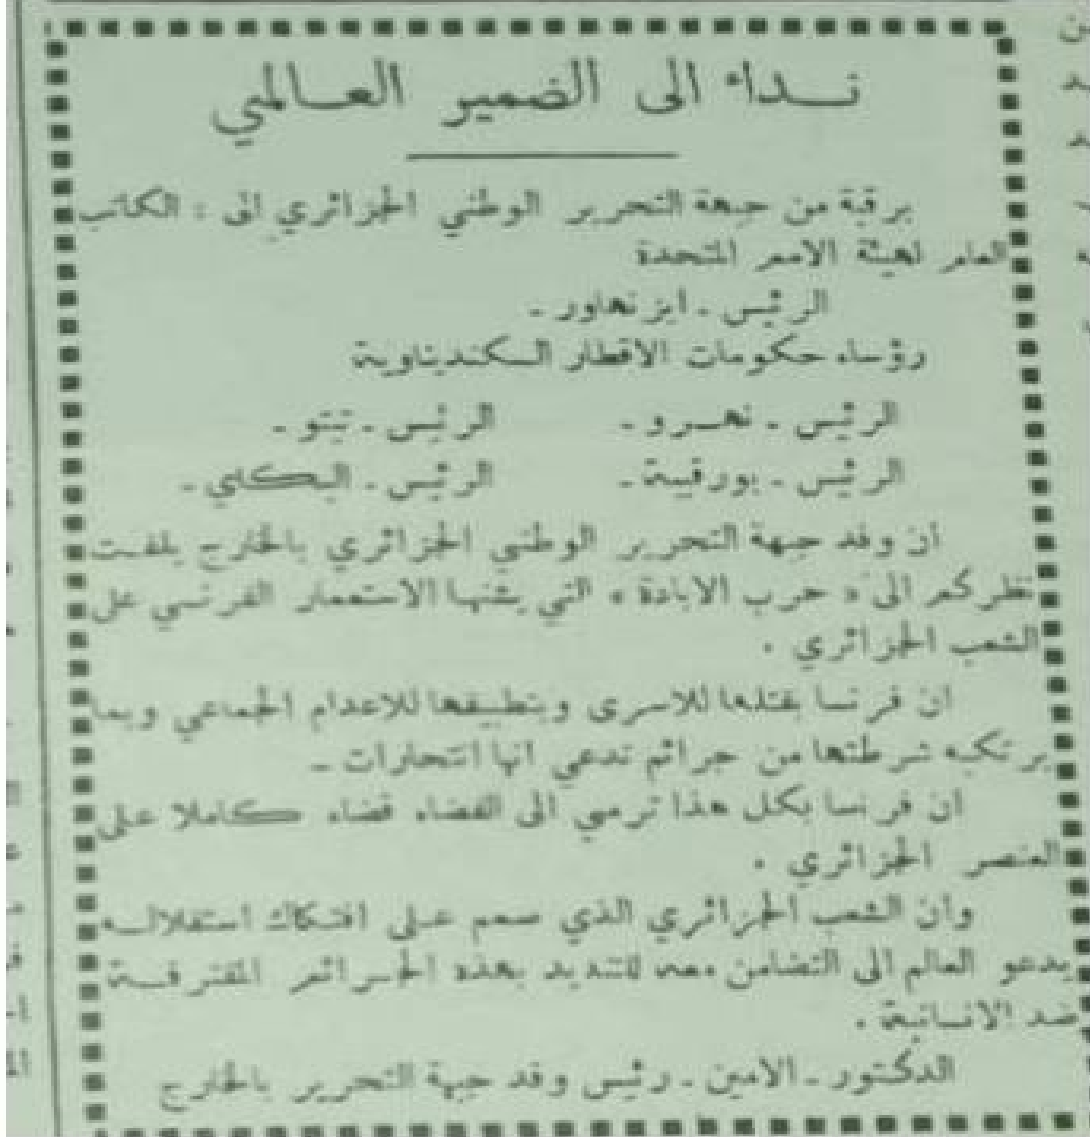 نداء الى الضمير العالمي
برقية من جبهة التحرير الوطني الجزائري الى : الكاتب
العام لهيئة الامم المتحدة
الرئيس - ايزنهاور -
رؤساء حكومات الاقطار السكندیناوية
الرئيس - نهرو - الرئيس - تيتو -
الرئيس - بورقيبة - الرئيس - البكاي -
ان وفد جبهة التحرير الوطني الجزائري بالخارج يلفت
نظركم الى « حرب الابادة » التي يشنها الاستعمار الفرنسي على
الشعب الجزائري .
ان فرنسا بقتلها للاسرى وبتطبيقها للاعدام الجماعي وبما
يرتكبه شرطتها من جرائم تدعي انها انتحارات -
ان فرنسا بكل هذا ترمي الى القضاء قضاء كاملا على
العنصر الجزائري .
وان الشعب الجزائري الذي صمم على افتكاك استقلاله
يدعو العالم الى التضامن معه للتنديد بهذه الجرائم المقترفة
ضد الانسانية .
الدكتور - الامين - رئيس وفد جبهة التحرير بالخارج